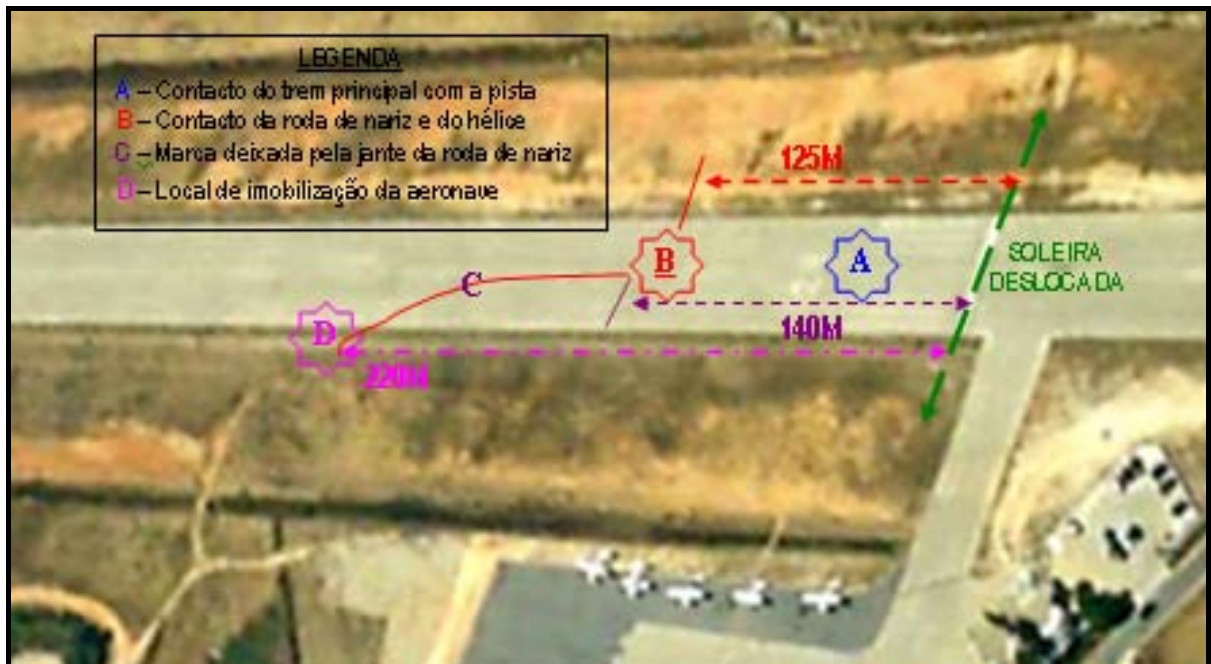 LEGENDA
A – Contacto do trem principal com a pista
B – Contacto da roda de nariz e do hélice
C – Marca deixada pela jante da roda de nariz
D – Local de imobilização da aeronave
125M
B
A
SOLEIRA
DESLOCADA
C
140M
D
220M